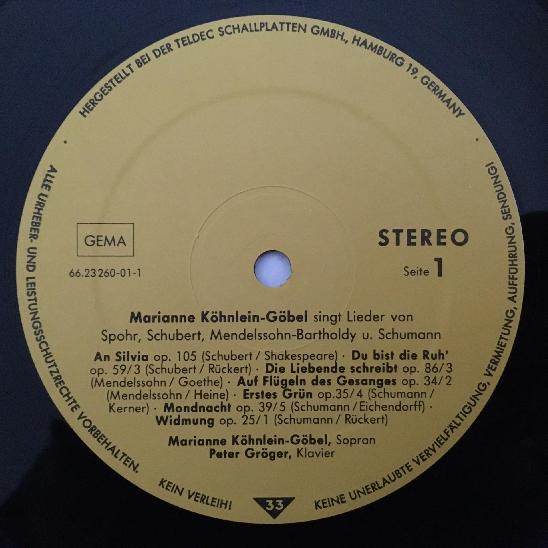 HERGESTELLT BEI DER TELDEC SCHALLPLATTEN GMBH., HAMBURG 19, GERMANY
GEMA
66.23260-01-1
STEREO
Seite 1
Marianne Köhnlein-Göbel singt Lieder von
Spohr, Schubert, Mendelssohn-Bartholdy u. Schumann
An Silvia op. 105 (Schubert/Shakespeare) · Du bist die Ruh'
op. 59/3 (Schubert/Rückert) · Die Liebende schreibt op. 86/3
(Mendelssohn/Goethe) · Auf Flügeln des Gesanges op. 34/2
(Mendelssohn/Heine) · Erstes Grün op.35/4 (Schumann/
Kerner) · Mondnacht op. 39/5 (Schumann/Eichendorff) ·
Widmung op. 25/1 (Schumann/Rückert)
Marianne Köhnlein-Göbel, Sopran
Peter Gröger, Klavier
33
ALLE URHEBER- UND LEISTUNGSSCHUTZRECHTE VORBEHALTEN. KEIN VERLEIH! KEINE UNERLAUBTE VERVIELFÄLTIGUNG, VERMIETUNG, AUFFÜHRUNG, SENDUNG!